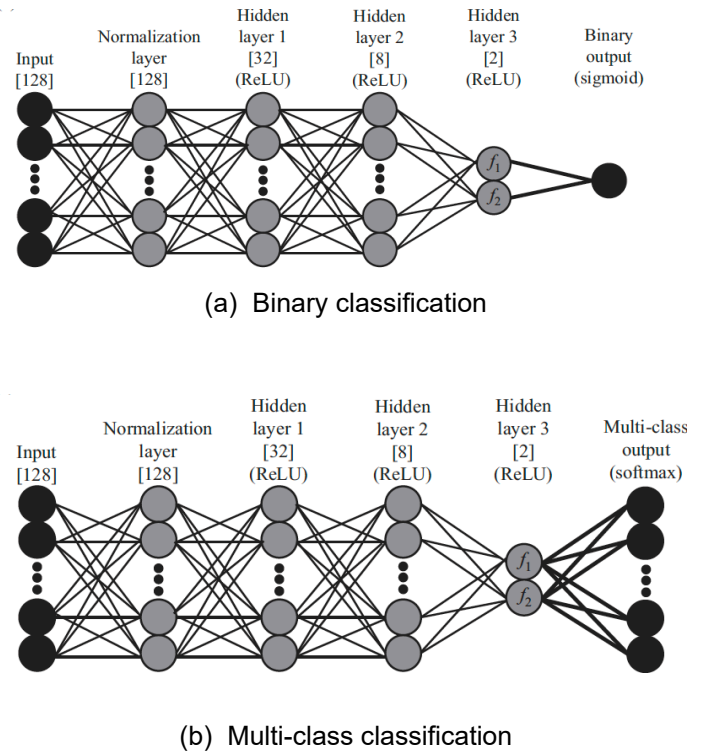 Input
[128]
Normalization
layer
[128]
Hidden
layer 1
[32]
(ReLU)
Hidden
layer 2
[8]
(ReLU)
Hidden
layer 3
[2]
(ReLU)
Binary
output
(sigmoid)
f1
f2
(a) Binary classification
Input
[128]
Normalization
layer
[128]
Hidden
layer 1
[32]
(ReLU)
Hidden
layer 2
[8]
(ReLU)
Hidden
layer 3
[2]
(ReLU)
Multi-class
output
(softmax)
f1
f2
(b) Multi-class classification